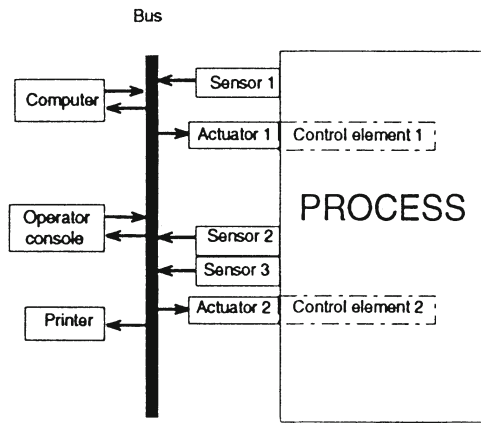 Bus
Sensor 1
Computer
Actuator 1
Control element 1
PROCESS
Operator
console
Sensor 2
Sensor 3
Actuator 2
Control element 2
Printer